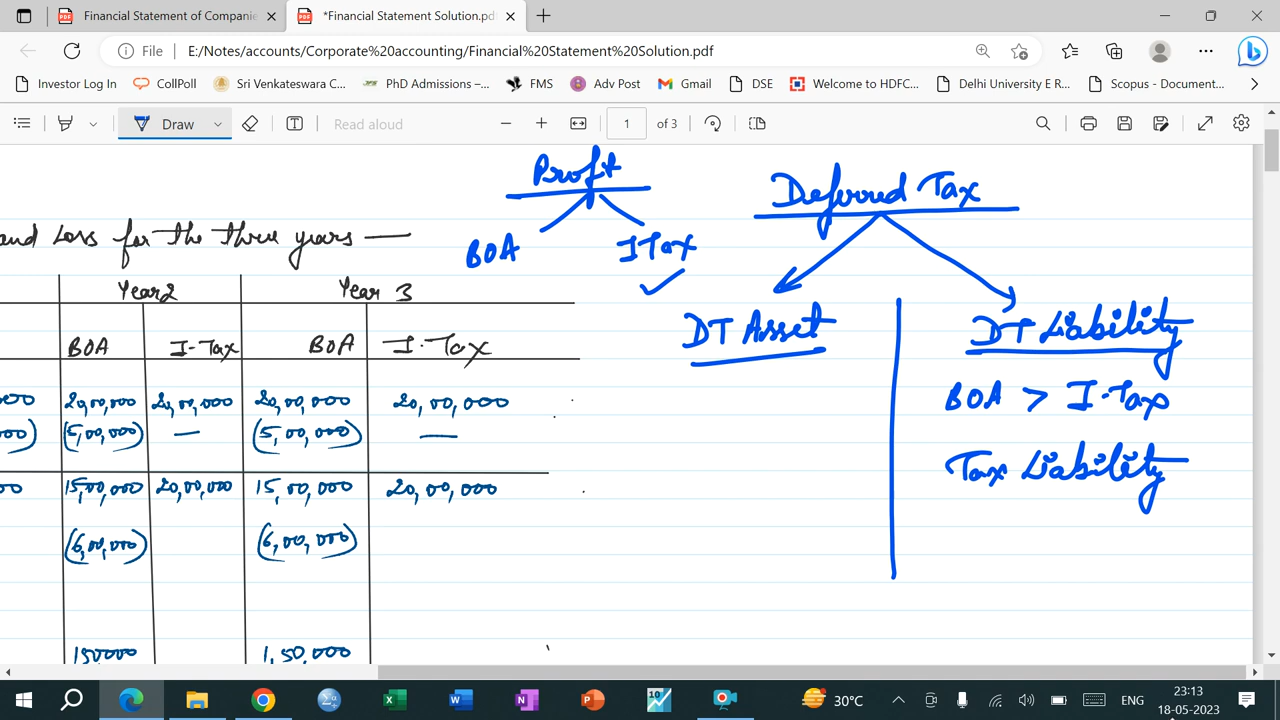 Financial Statement of Companie
*Financial Statement Solution.pdf
File
E:/Notes/accounts/Corporate%20accounting/Financial%20Statement%20Solution.pdf
Investor Log In
CollPoll
Sri Venkateswara C...
PhD Admissions –...
FMS
Adv Post
Gmail
DSE
Welcome to HDFC...
Delhi University E R...
Scopus - Document...
Draw
Read aloud
1 of 3
Profit
Deferred Tax
and Loss for the three years —
BOA
I Tax
Year 2
Year 3
DT Asset
DT Liability
BOA
I-Tax
BOA
I-Tax
BOA > I-Tax
000
20,00,000
20,00,000
20,00,000
20,00,000
000)
(5,00,000)
—
(5,00,000)
—
Tax Liability
00
15,00,000
20,00,000
15,00,000
20,00,000
(6,00,000)
(6,00,000)
150000
1,50,000
30°C
ENG
23:13
18-05-2023